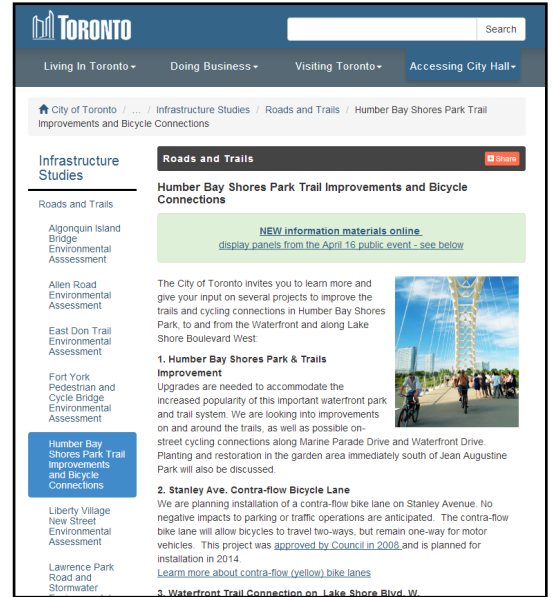 TORONTO
Search
Living In Toronto Doing Business Visiting Toronto Accessing City Hall
City of Toronto / ... / Infrastructure Studies / Roads and Trails / Humber Bay Shores Park Trail
Improvements and Bicycle Connections
Infrastructure
Studies
Roads and Trails
Algonquin Island
Bridge
Environmental
Asssessment
Allen Road
Environmental
Assessment
East Don Trail
Environmental
Assessment
Fort York
Pedestrian and
Cycle Bridge
Environmental
Assessment
Humber Bay
Shores Park Trail
Improvements
and Bicycle
Connections
Liberty Village
New Street
Environmental
Assessment
Lawrence Park
Road and
Stormwater
Roads and Trails
Share
Humber Bay Shores Park Trail Improvements and Bicycle
Connections
NEW information materials online
display panels from the April 16 public event - see below
The City of Toronto invites you to learn more and
give your input on several projects to improve the
trails and cycling connections in Humber Bay Shores
Park, to and from the Waterfront and along Lake
Shore Boulevard West:
1. Humber Bay Shores Park & Trails
Improvement
Upgrades are needed to accommodate the
increased popularity of this important waterfront park
and trail system. We are looking into improvements
on and around the trails, as well as possible on-
street cycling connections along Marine Parade Drive and Waterfront Drive.
Planting and restoration in the garden area immediately south of Jean Augustine
Park will also be discussed.
2. Stanley Ave. Contra-flow Bicycle Lane
We are planning installation of a contra-flow bike lane on Stanley Avenue. No
negative impacts to parking or traffic operations are anticipated. The contra-flow
bike lane will allow bicycles to travel two-ways, but remain one-way for motor
vehicles. This project was approved by Council in 2008 and is planned for
installation in 2014.
Learn more about contra-flow (yellow) bike lanes
3. Waterfront Trail Connection on Lake Shore Blvd. W.